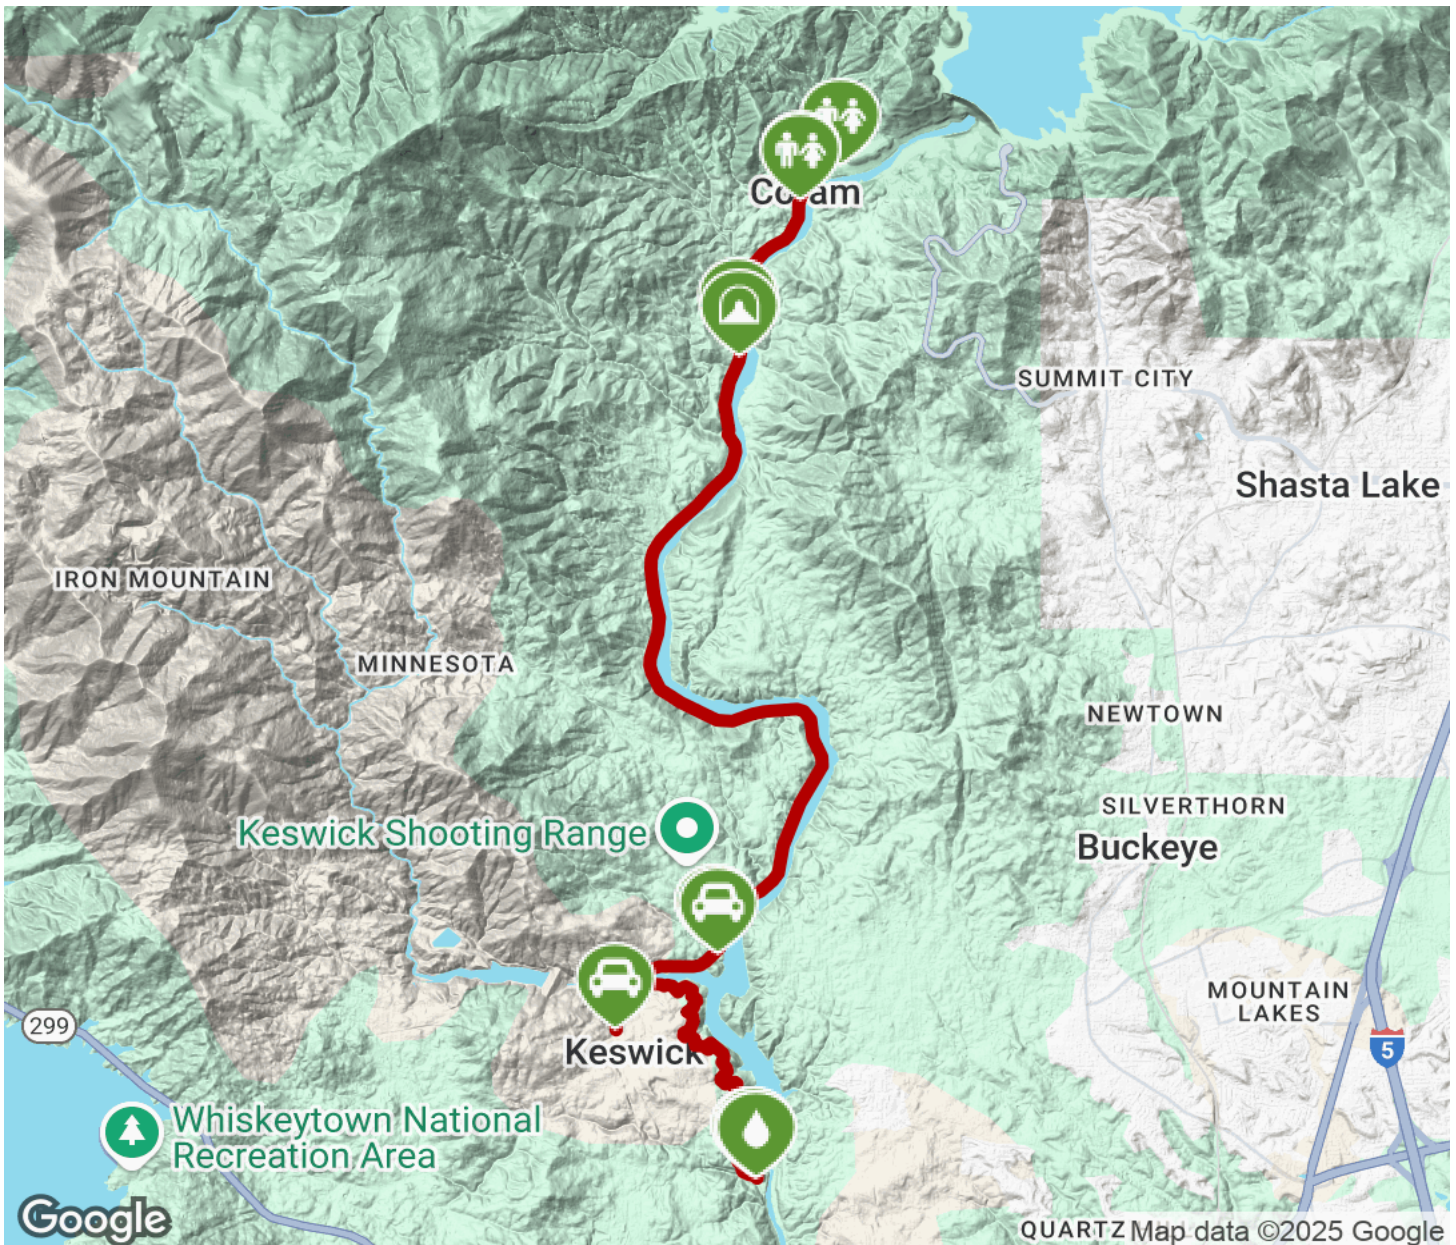 Coram
SUMMIT CITY
Shasta Lake
IRON MOUNTAIN
MINNESOTA
NEWTOWN
SILVERTHORN
Keswick Shooting Range
Buckeye
MOUNTAIN
LAKES
299
Keswick
5
Whiskeytown National
Recreation Area
Google
QUARTZ
Map data ©2025 Google